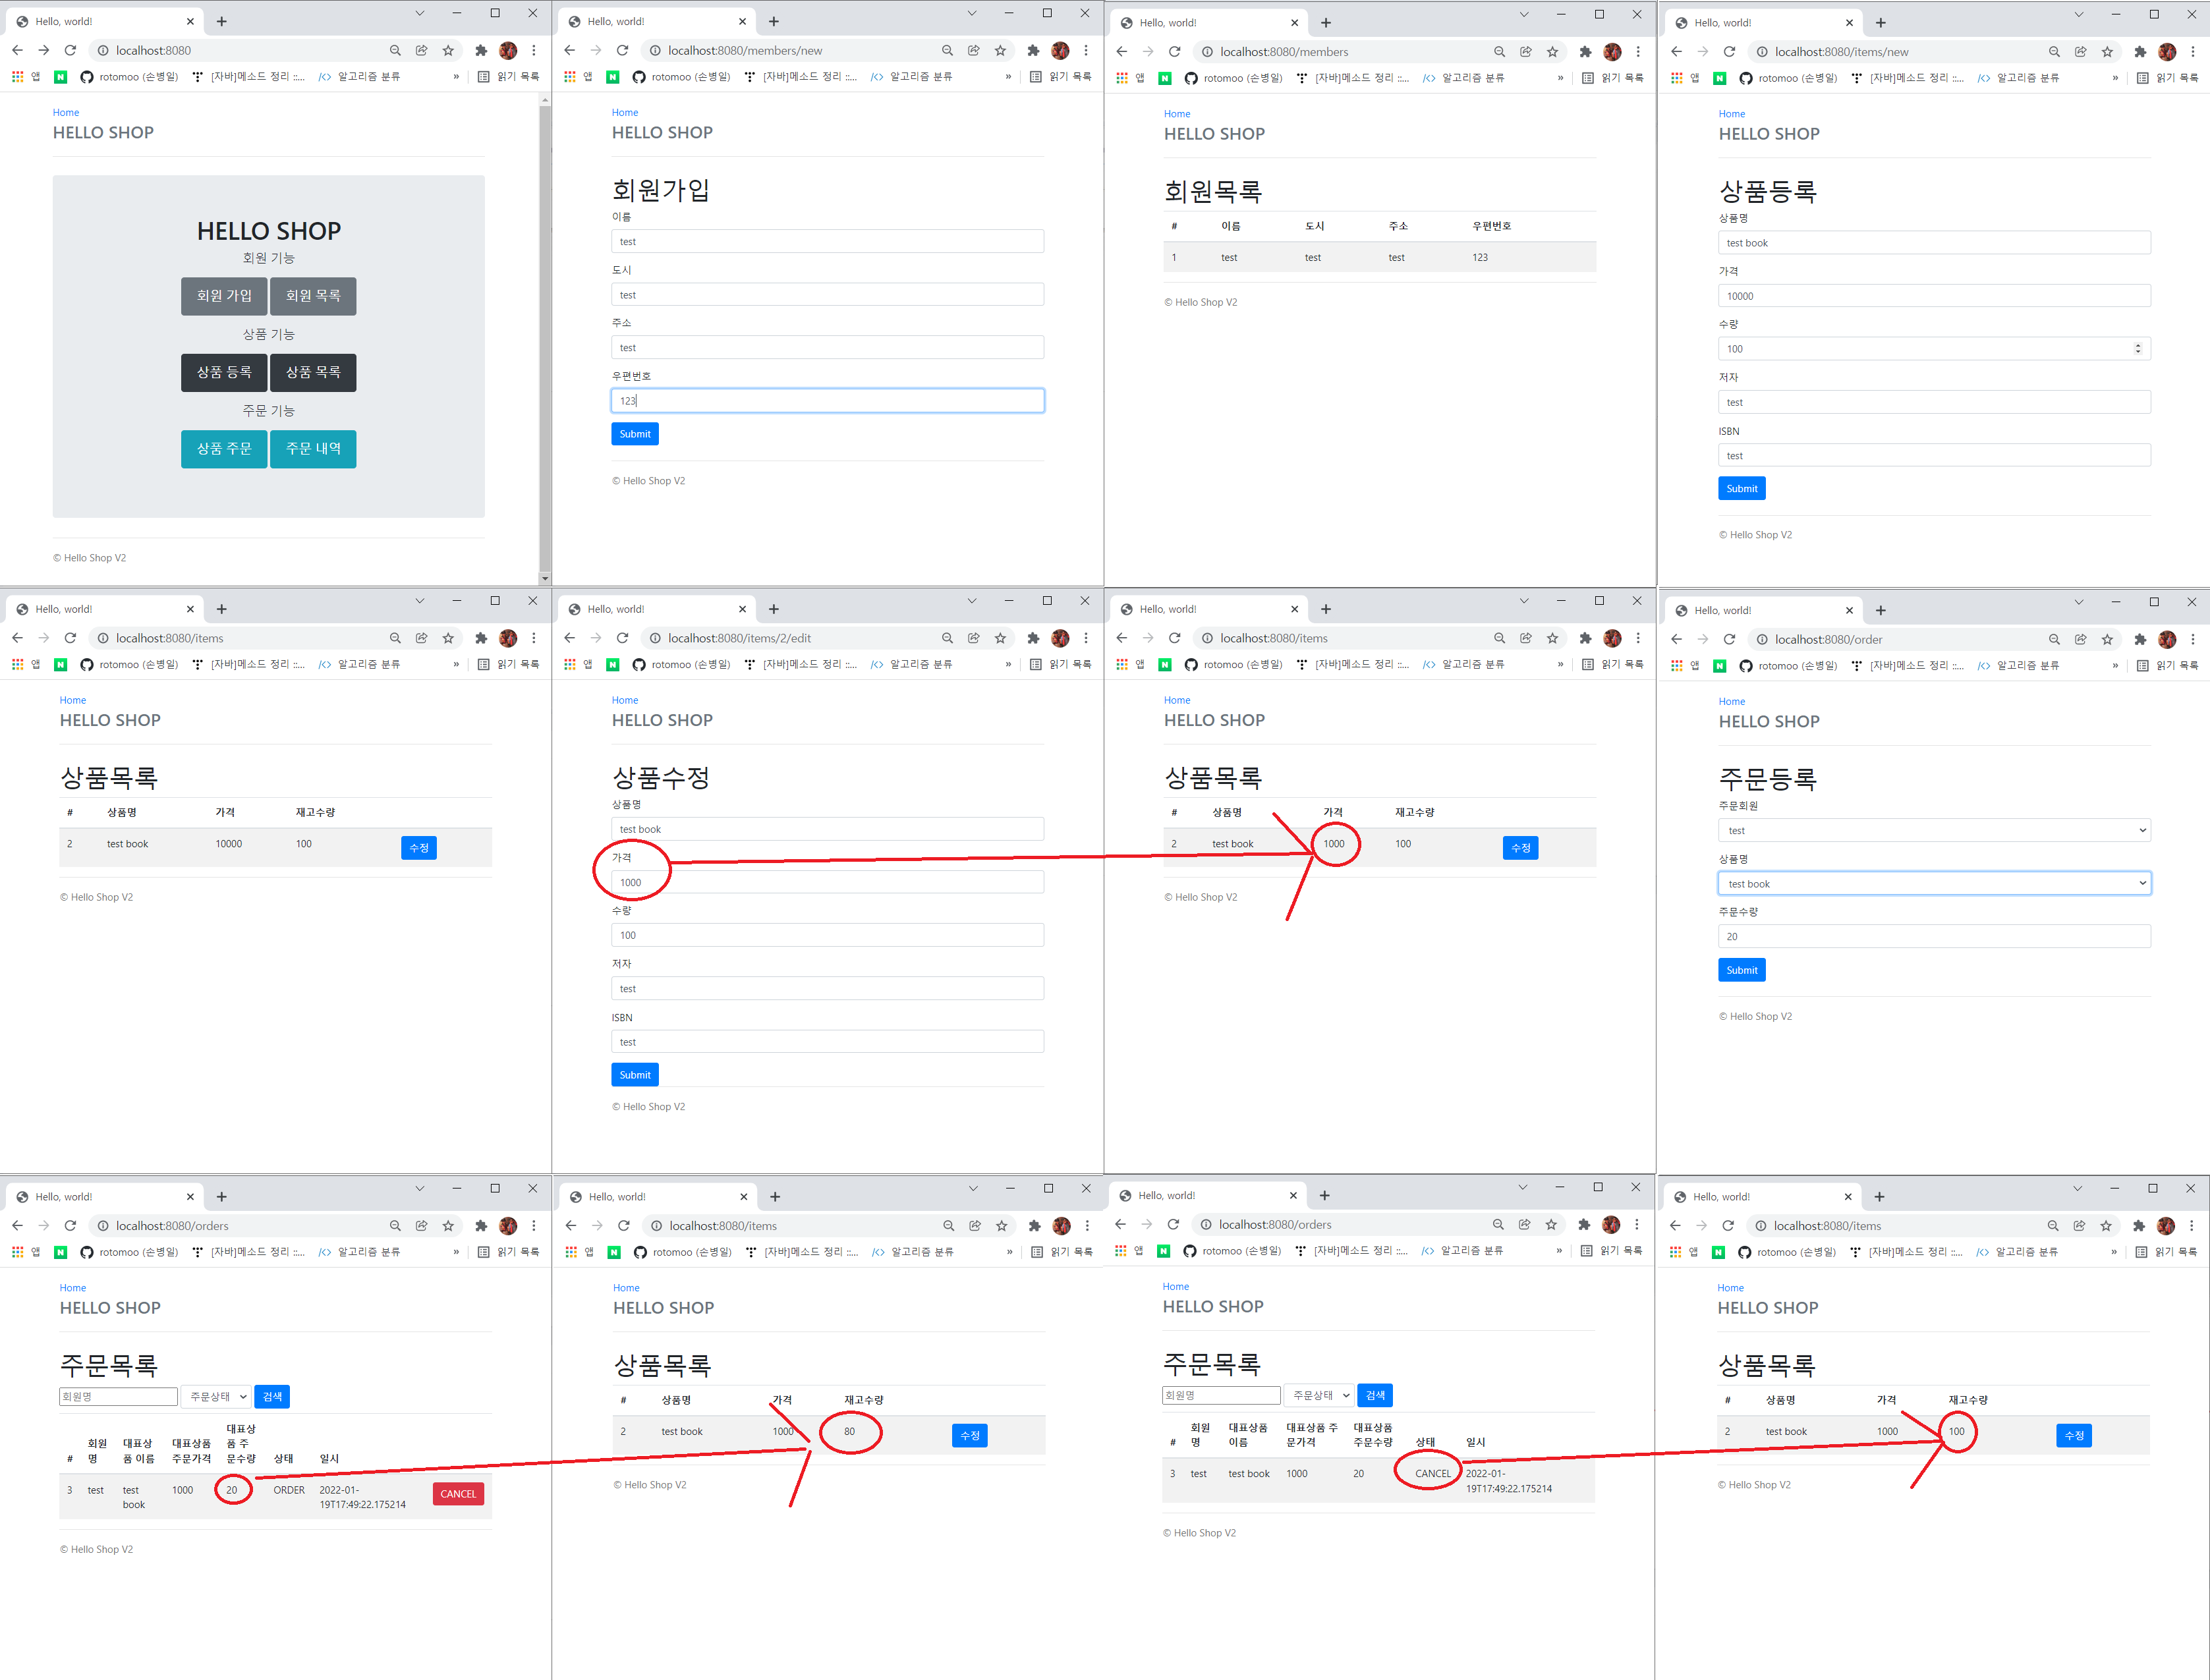 Hello, world!
localhost:8080
앱 rotomoo (손병일) [자바]메소드 정리 ::... 알고리즘 분류 » 읽기 목록
Home
HELLO SHOP
HELLO SHOP
회원 기능
회원 가입 회원 목록
상품 기능
상품 등록 상품 목록
주문 기능
상품 주문 주문 내역
© Hello Shop V2
Hello, world!
localhost:8080/members/new
앱 rotomoo (손병일) [자바]메소드 정리 ::... 알고리즘 분류 » 읽기 목록
Home
HELLO SHOP
회원가입
이름
test
도시
test
주소
test
우편번호
123
Submit
© Hello Shop V2
Hello, world!
localhost:8080/members
앱 rotomoo (손병일) [자바]메소드 정리 ::... 알고리즘 분류 » 읽기 목록
Home
HELLO SHOP
회원목록
# 이름 도시 주소 우편번호
1 test test test 123
© Hello Shop V2
Hello, world!
localhost:8080/items/new
앱 rotomoo (손병일) [자바]메소드 정리 ::... 알고리즘 분류 » 읽기 목록
Home
HELLO SHOP
상품등록
상품명
test book
가격
10000
수량
100
저자
test
ISBN
test
Submit
© Hello Shop V2
Hello, world!
localhost:8080/items
앱 rotomoo (손병일) [자바]메소드 정리 ::... 알고리즘 분류 » 읽기 목록
Home
HELLO SHOP
상품목록
# 상품명 가격 재고수량
2 test book 10000 100 수정
© Hello Shop V2
Hello, world!
localhost:8080/items/2/edit
앱 rotomoo (손병일) [자바]메소드 정리 ::... 알고리즘 분류 » 읽기 목록
Home
HELLO SHOP
상품수정
상품명
test book
가격
1000
수량
100
저자
test
ISBN
test
Submit
© Hello Shop V2
Hello, world!
localhost:8080/items
앱 rotomoo (손병일) [자바]메소드 정리 ::... 알고리즘 분류 » 읽기 목록
Home
HELLO SHOP
상품목록
# 상품명 가격 재고수량
2 test book 1000 100 수정
© Hello Shop V2
Hello, world!
localhost:8080/order
앱 rotomoo (손병일) [자바]메소드 정리 ::... 알고리즘 분류 » 읽기 목록
Home
HELLO SHOP
주문등록
주문회원
test
상품명
test book
주문수량
20
Submit
© Hello Shop V2
Hello, world!
localhost:8080/orders
앱 rotomoo (손병일) [자바]메소드 정리 ::... 알고리즘 분류 » 읽기 목록
Home
HELLO SHOP
주문목록
회원명 주문상태 검색
대표상
회원 대표상 대표상품 품 주
# 명 품 이름 주문가격 문수량 상태 일시
3 test test 1000 20 ORDER 2022-01- CANCEL
book 19T17:49:22.175214
© Hello Shop V2
Hello, world!
localhost:8080/items
앱 rotomoo (손병일) [자바]메소드 정리 ::... 알고리즘 분류 » 읽기 목록
Home
HELLO SHOP
상품목록
# 상품명 가격 재고수량
2 test book 1000 80 수정
© Hello Shop V2
Hello, world!
localhost:8080/orders
앱 rotomoo (손병일) [자바]메소드 정리 ::... 알고리즘 분류 » 읽기 목록
Home
HELLO SHOP
주문목록
회원명 주문상태 검색
회원 대표상품 대표상품 주 대표상품
# 명 이름 문가격 주문수량 상태 일시
3 test test book 1000 20 CANCEL 2022-01-
19T17:49:22.175214
© Hello Shop V2
Hello, world!
localhost:8080/items
앱 rotomoo (손병일) [자바]메소드 정리 ::... 알고리즘 분류 » 읽기 목록
Home
HELLO SHOP
상품목록
# 상품명 가격 재고수량
2 test book 1000 100 수정
© Hello Shop V2